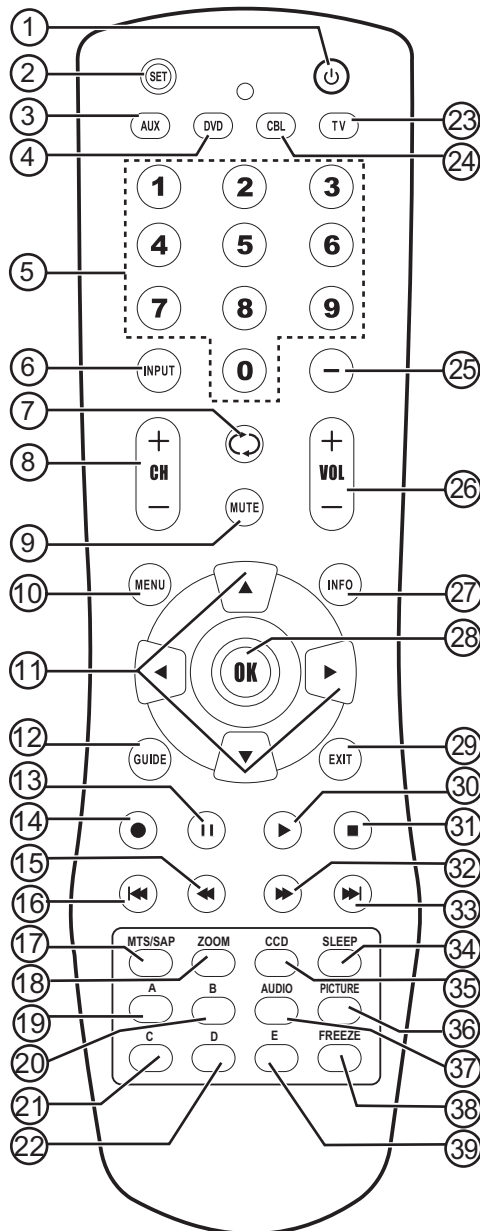 1
2 SET
3 AUX DVD CBL TV 23
4 24
1 2 3
4 5 6
5
7 8 9
6 INPUT 0 − 25
7
8 + CH − + VOL − 26
9 MUTE
10 MENU INFO 27
28
11 OK
12 GUIDE EXIT 29
13 30
14 31
15 32
16 33
17 MTS/SAP ZOOM CCD SLEEP 34
18 35
19 A B AUDIO PICTURE 36
20 37
21 C D E FREEZE 38
22 39